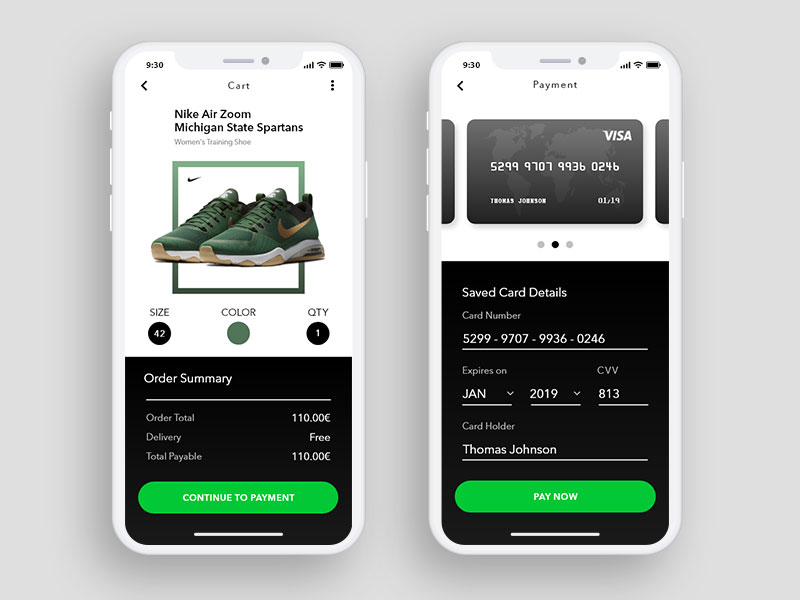 9:30
Cart
Nike Air Zoom
Michigan State Spartans
Women's Training Shoe
SIZE COLOR QTY
42 1
Order Summary
Order Total 110.00€
Delivery Free
Total Payable 110.00€
CONTINUE TO PAYMENT
9:30
Payment
VISA
5299 9707 9936 0246
THOMAS JOHNSON 01/19
Saved Card Details
Card Number
5299 - 9707 - 9936 - 0246
Expires on CVV
JAN 2019 813
Card Holder
Thomas Johnson
PAY NOW